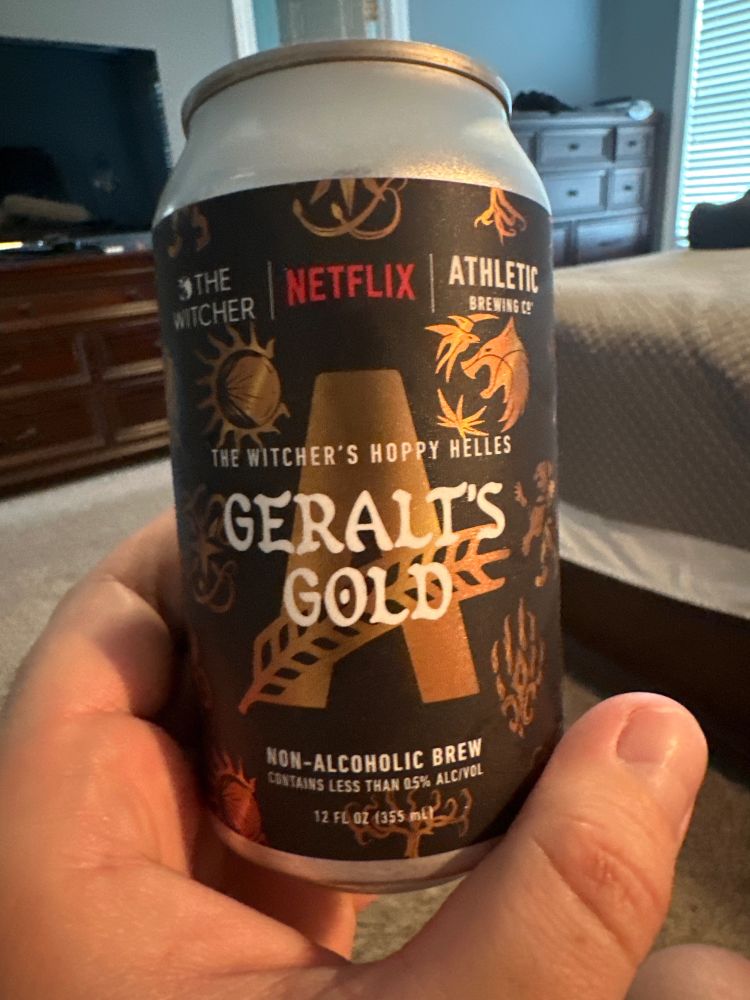 THE
WITCHER
NETFLIX
ATHLETIC
BREWING CO
THE WITCHER'S HOPPY HELLES
GERALT'S
GOLD
NON-ALCOHOLIC BREW
CONTAINS LESS THAN 0.5% ALC/VOL
12 FL OZ (355 mL)